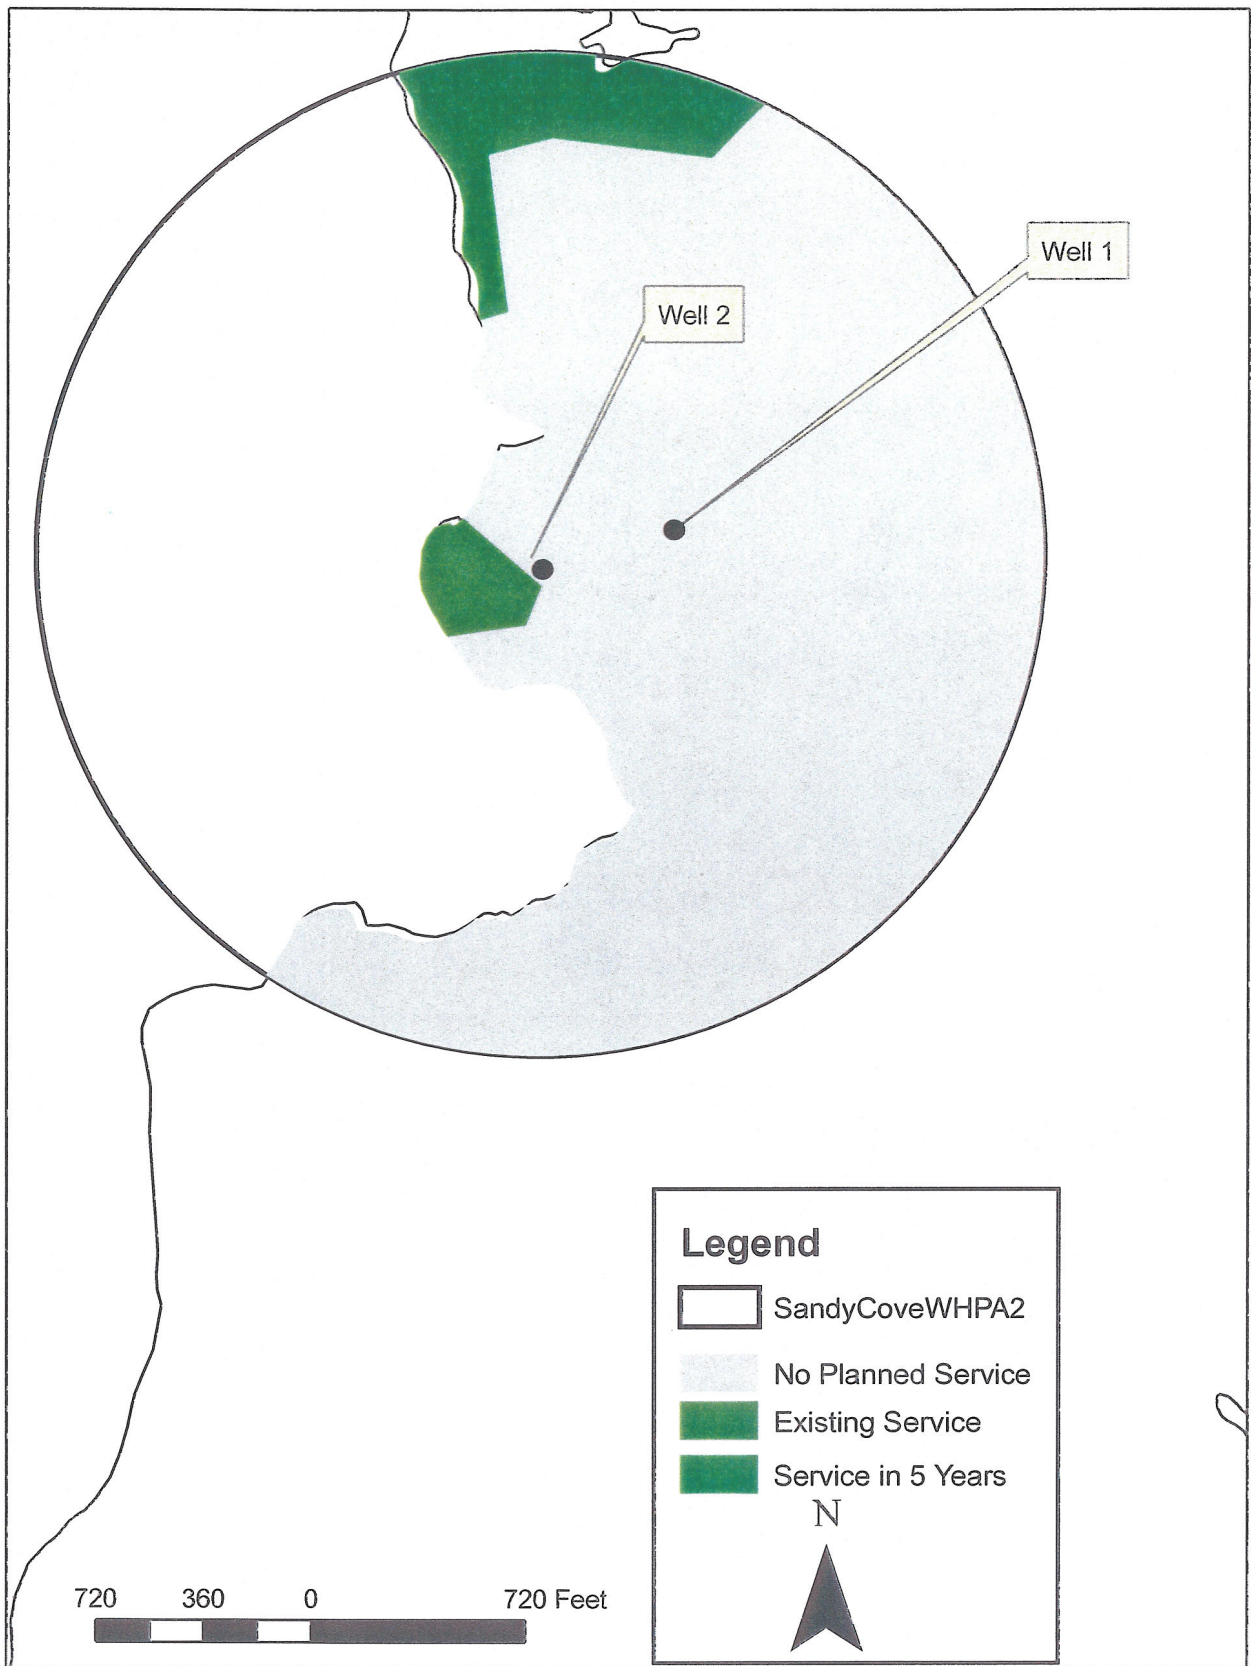 Well 1
Well 2
Legend
SandyCoveWHPA2
No Planned Service
Existing Service
Service in 5 Years
N
720 360 0 720 Feet